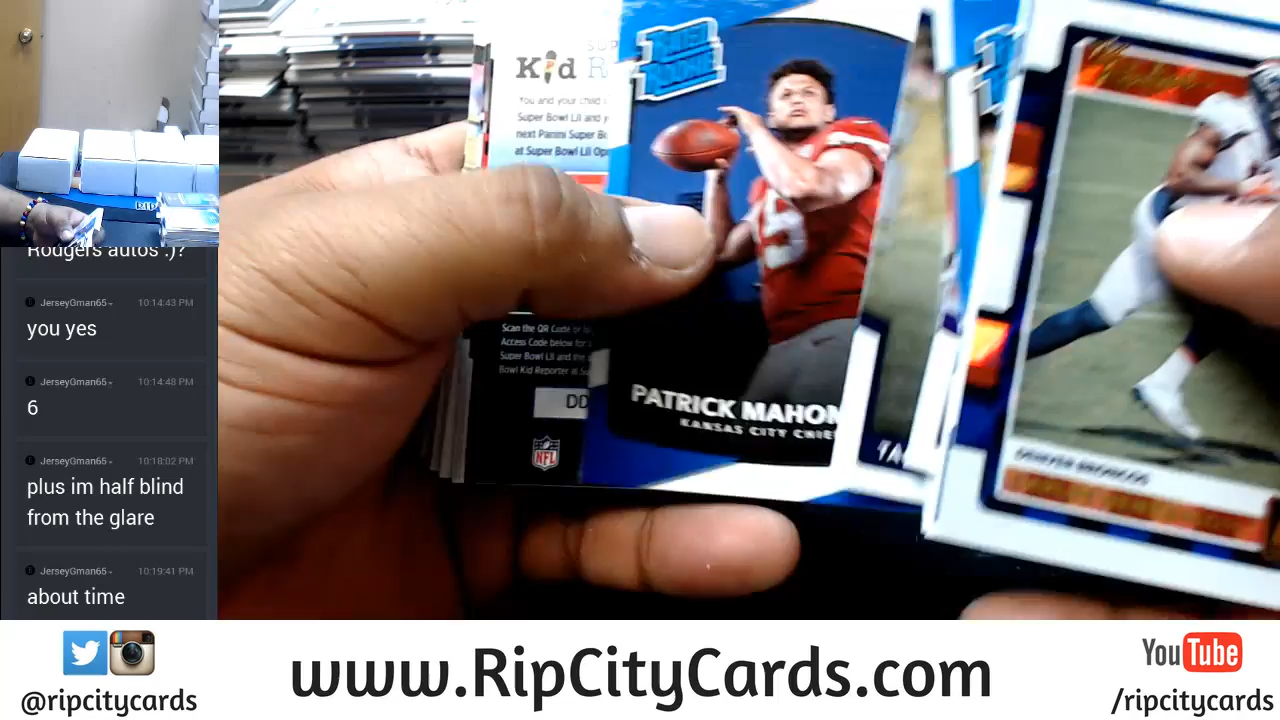 Rodgers autos :)?
JerseyGman65
10:14:43 PM
you yes
JerseyGman65
10:14:48 PM
6
JerseyGman65
10:18:02 PM
plus im half blind
from the glare
JerseyGman65
10:19:41 PM
about time
Kid
You and your child
Super Bowl LII and
next Panini Super
at Super Bowl LII
Scan the QR Code or
Access Code below for
Super Bowl LII and the
Bowl Kid Reporter at
DD
NFL
RATED
ROOKIE
PATRICK MAHOM
KANSAS CITY CHIE
DENVER BRONCOS
@ripcitycards
www.RipCityCards.com
YouTube
/ripcitycards